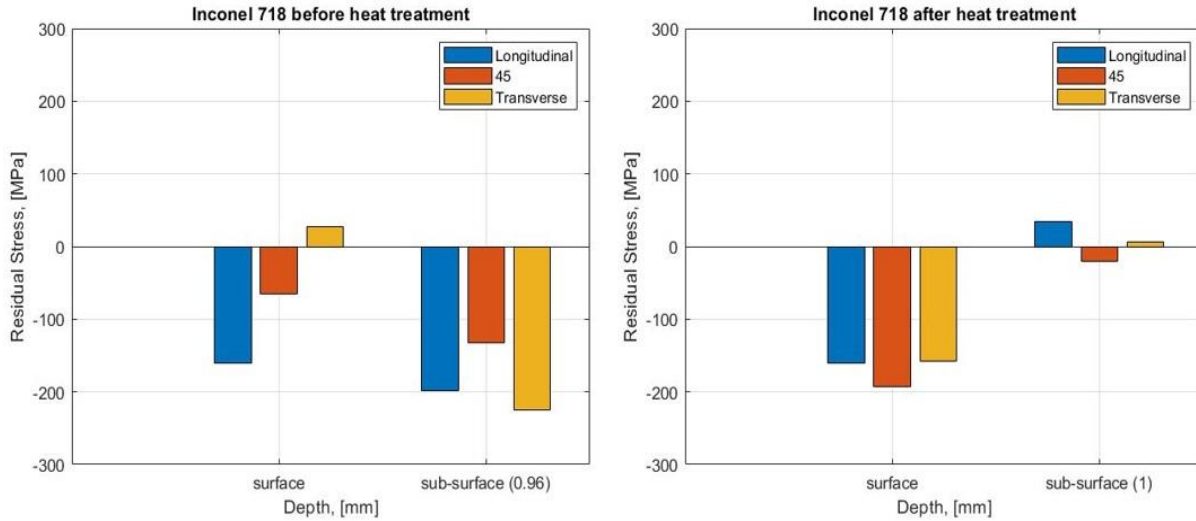 Inconel 718 before heat treatment
300
200
100
0
-100
-200
-300
Residual Stress, [MPa]
Longitudinal
45
Transverse
surface
sub-surface (0.96)
Depth, [mm]
Inconel 718 after heat treatment
300
200
100
0
-100
-200
-300
Residual Stress, [MPa]
Longitudinal
45
Transverse
surface
sub-surface (1)
Depth, [mm]